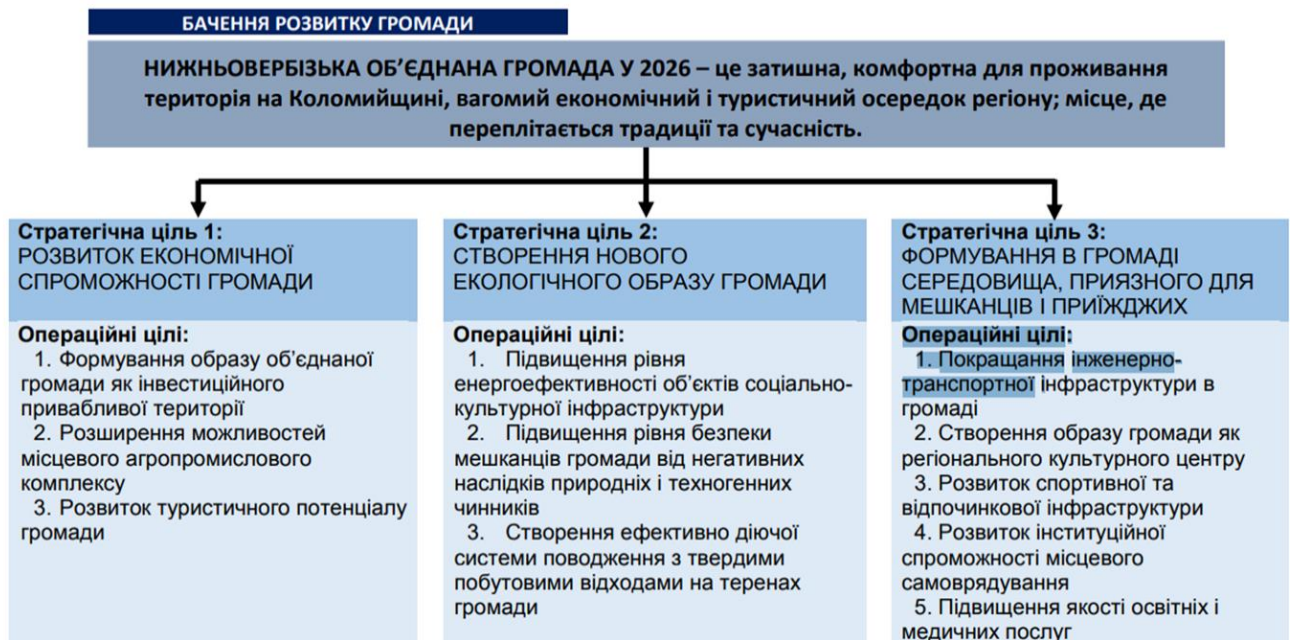 БАЧЕННЯ РОЗВИТКУ ГРОМАДИ
НИЖНЬОВЕРБІЗЬКА ОБ’ЄДНАНА ГРОМАДА У 2026 – це затишна, комфортна для проживання
територія на Коломийщині, вагомий економічний і туристичний осередок регіону; місце, де
переплітається традиції та сучасність.
Стратегічна ціль 1:
РОЗВИТОК ЕКОНОМІЧНОЇ
СПРОМОЖНОСТІ ГРОМАДИ
Операційні цілі:
1. Формування образу об’єднаної
громади як інвестиційного
привабливої території
2. Розширення можливостей
місцевого агропромислового
комплексу
3. Розвиток туристичного потенціалу
громади
Стратегічна ціль 2:
СТВОРЕННЯ НОВОГО
ЕКОЛОГІЧНОГО ОБРАЗУ ГРОМАДИ
Операційні цілі:
1. Підвищення рівня
енергоефективності об’єктів соціально-
культурної інфраструктури
2. Підвищення рівня безпеки
мешканців громади від негативних
наслідків природніх і техногенних
чинників
3. Створення ефективно діючої
системи поводження з твердими
побутовими відходами на теренах
громади
Стратегічна ціль 3:
ФОРМУВАННЯ В ГРОМАДІ
СЕРЕДОВИЩА, ПРИЯЗНОГО ДЛЯ
МЕШКАНЦІВ І ПРИЇЖДЖИХ
Операційні цілі:
1. Покращання інженерно-
транспортної інфраструктури в
громаді
2. Створення образу громади як
регіонального культурного центру
3. Розвиток спортивної та
відпочинкової інфраструктури
4. Розвиток інституційної
спроможності місцевого
самоврядування
5. Підвищення якості освітніх і
медичних послуг